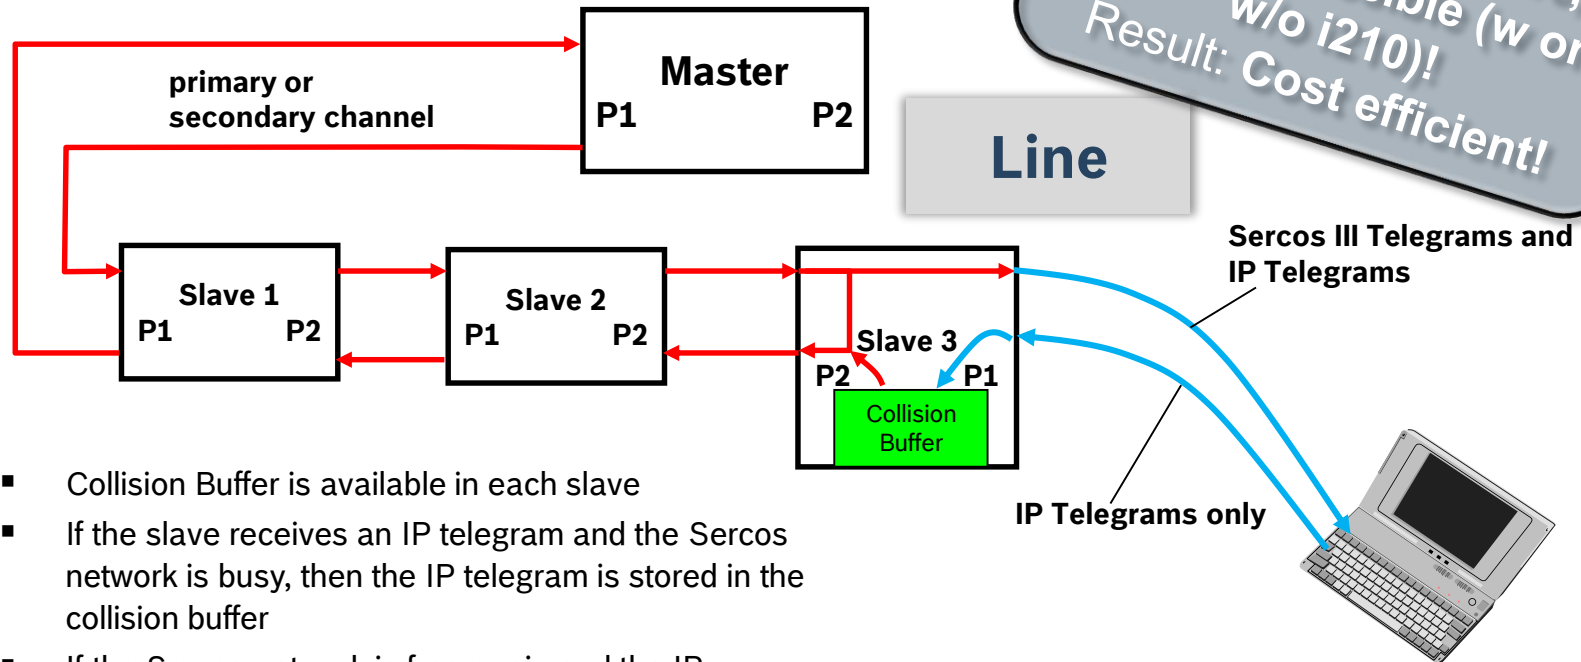 sible (w or
w/o i210)!
Result: Cost efficient!
Master
P1 P2
primary or
secondary channel
Line
Sercos III Telegrams and
IP Telegrams
Slave 1
P1 P2
Slave 2
P1 P2
Slave 3
P2 P1
Collision
Buffer
IP Telegrams only
▪ Collision Buffer is available in each slave
▪ If the slave receives an IP telegram and the Sercos
network is busy, then the IP telegram is stored in the
collision buffer